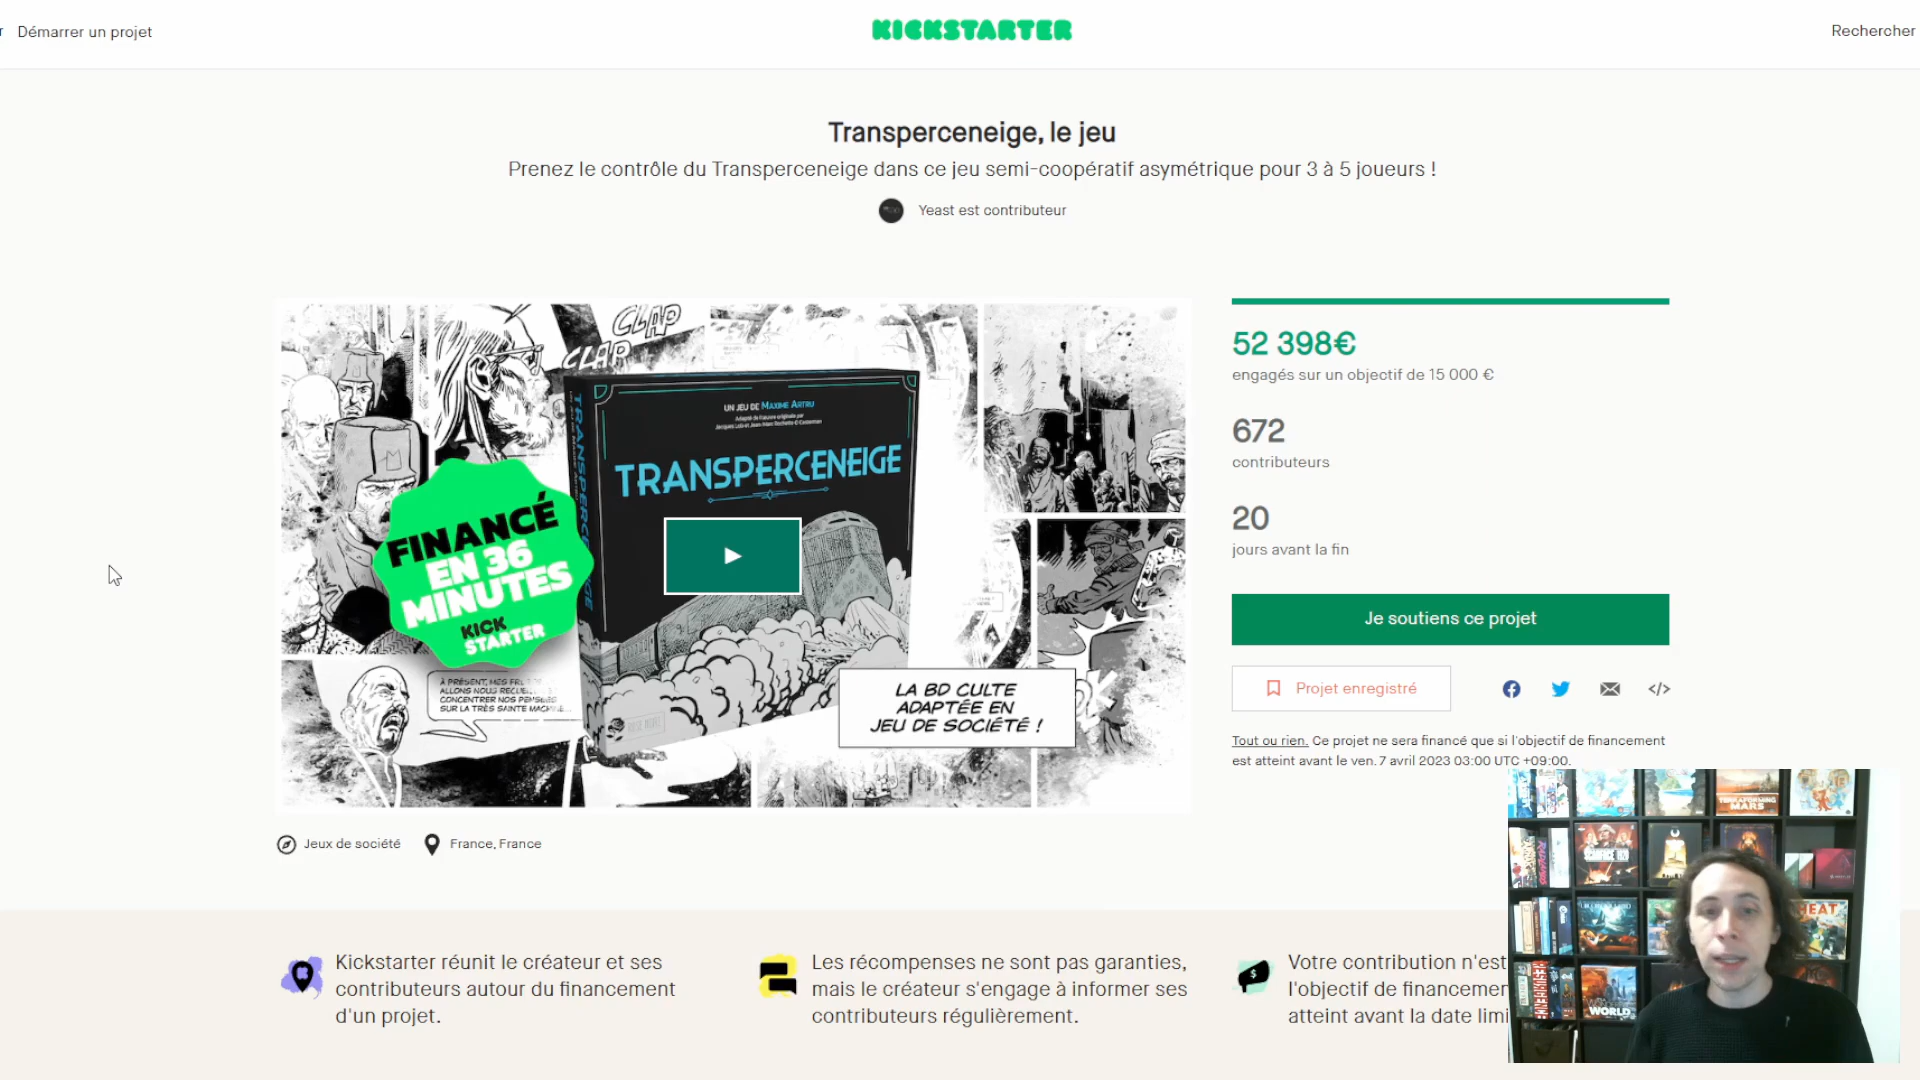 Démarrer un projet
KICKSTARTER
Rechercher
Transperceneige, le jeu
Prenez le contrôle du Transperceneige dans ce jeu semi-coopératif asymétrique pour 3 à 5 joueurs !
Yeast est contributeur
CLAP
CLAP
UN JEU DE MAXIME ARTRU
TRANSPERCENEIGE
FINANCÉ
EN 36
MINUTES
KICK
STARTER
LA BD CULTE
ADAPTÉE EN
JEU DE SOCIÉTÉ !
52 398€
engagés sur un objectif de 15 000 €
672
contributeurs
20
jours avant la fin
Je soutiens ce projet
Projet enregistré
Tout ou rien. Ce projet ne sera financé que si l'objectif de financement
est atteint avant le ven. 7 avril 2023 03:00 UTC +09:00.
Jeux de société
France, France
Kickstarter réunit le créateur et ses
contributeurs autour du financement
d'un projet.
Les récompenses ne sont pas garanties,
mais le créateur s'engage à informer ses
contributeurs régulièrement.
Votre contribution n'est
l'objectif de financemen
atteint avant la date limi
TERRAFORMING
MARS
HEAT
WORLD